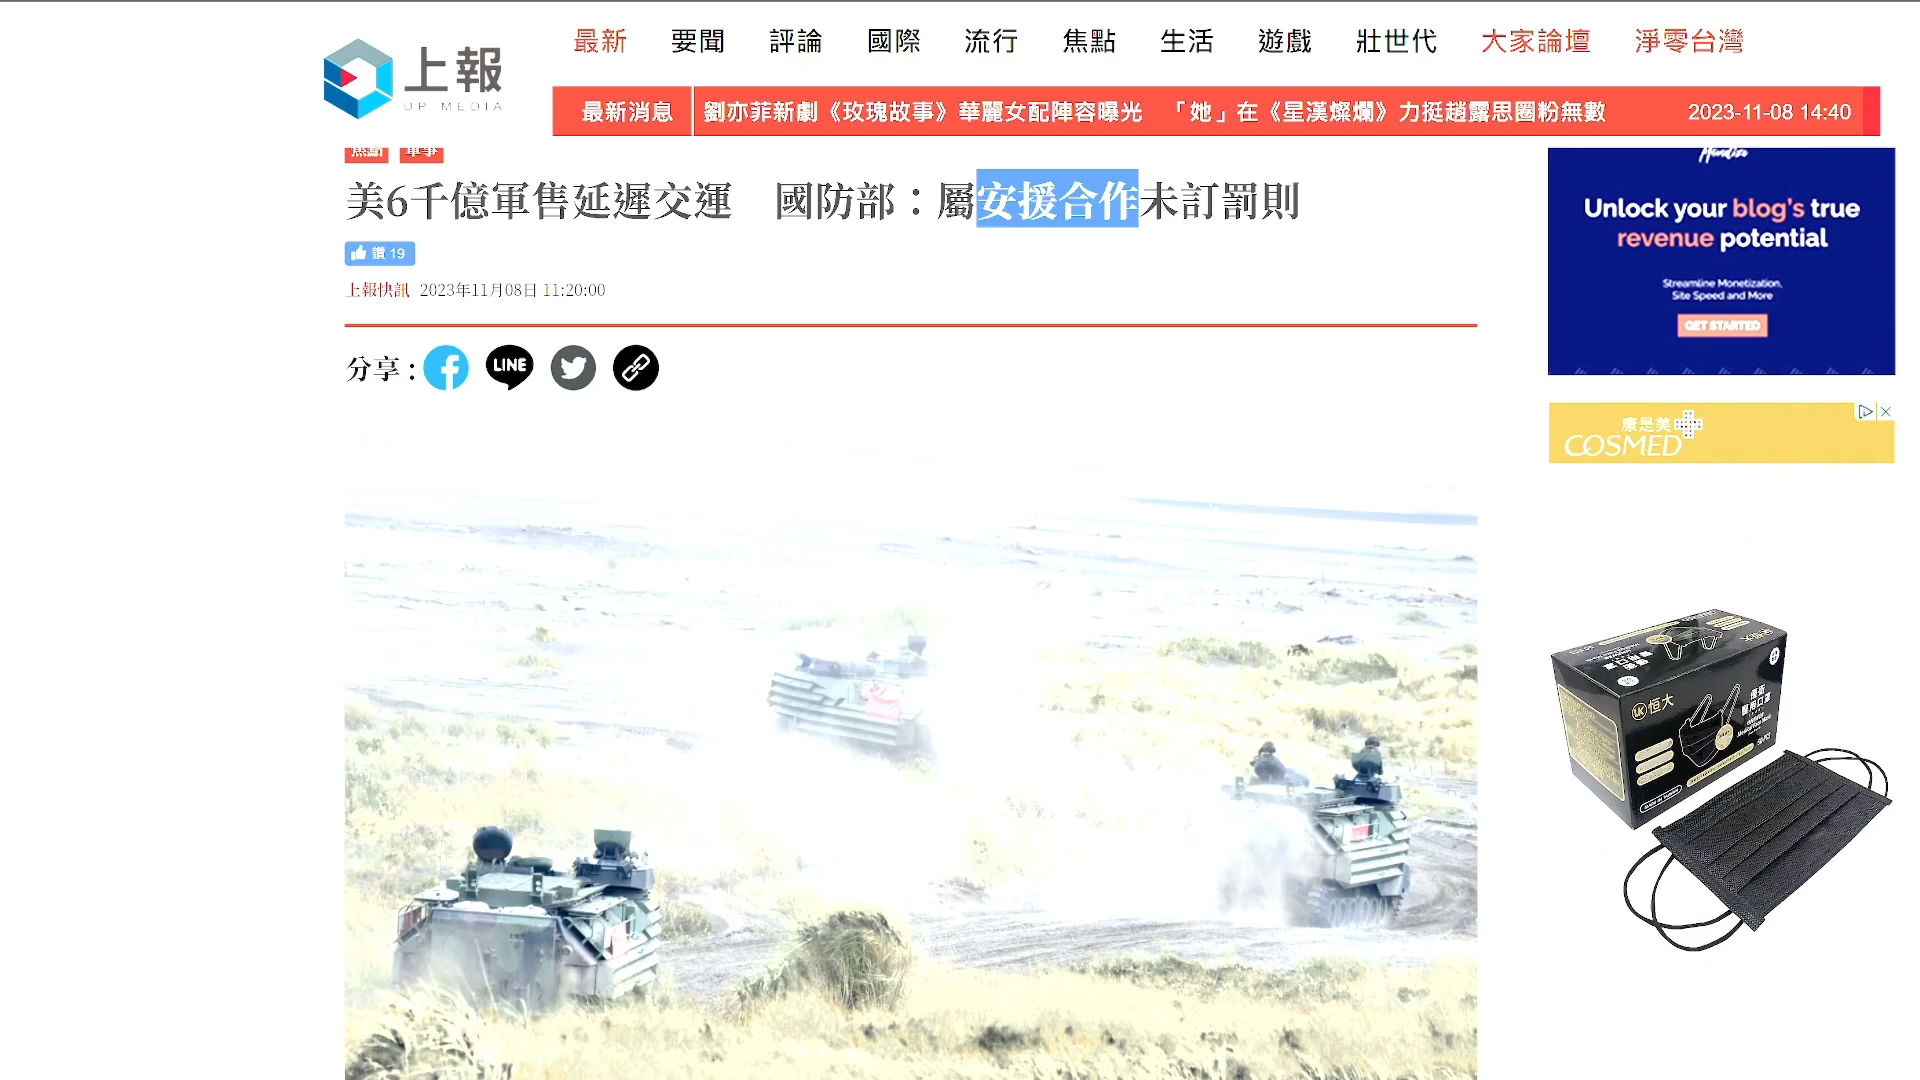 上報
UP MEDIA
最新 要聞 評論 國際 流行 焦點 生活 遊戲 壯世代 大家論壇 淨零台灣
最新消息 劉亦菲新劇《玫瑰故事》華麗女配陣容曝光 「她」在《星漢燦爛》力挺趙露思圈粉無數 2023-11-08 14:40
焦點 軍事
美6千億軍售延遲交運 國防部：屬安援合作未訂罰則
讚 19
上報快訊 2023年11月08日 11:20:00
分享 :
LINE
Unlock your blog's true
revenue potential
Streamline Monetization,
Site Speed and More
GET STARTED
康是美
COSMED
恒大